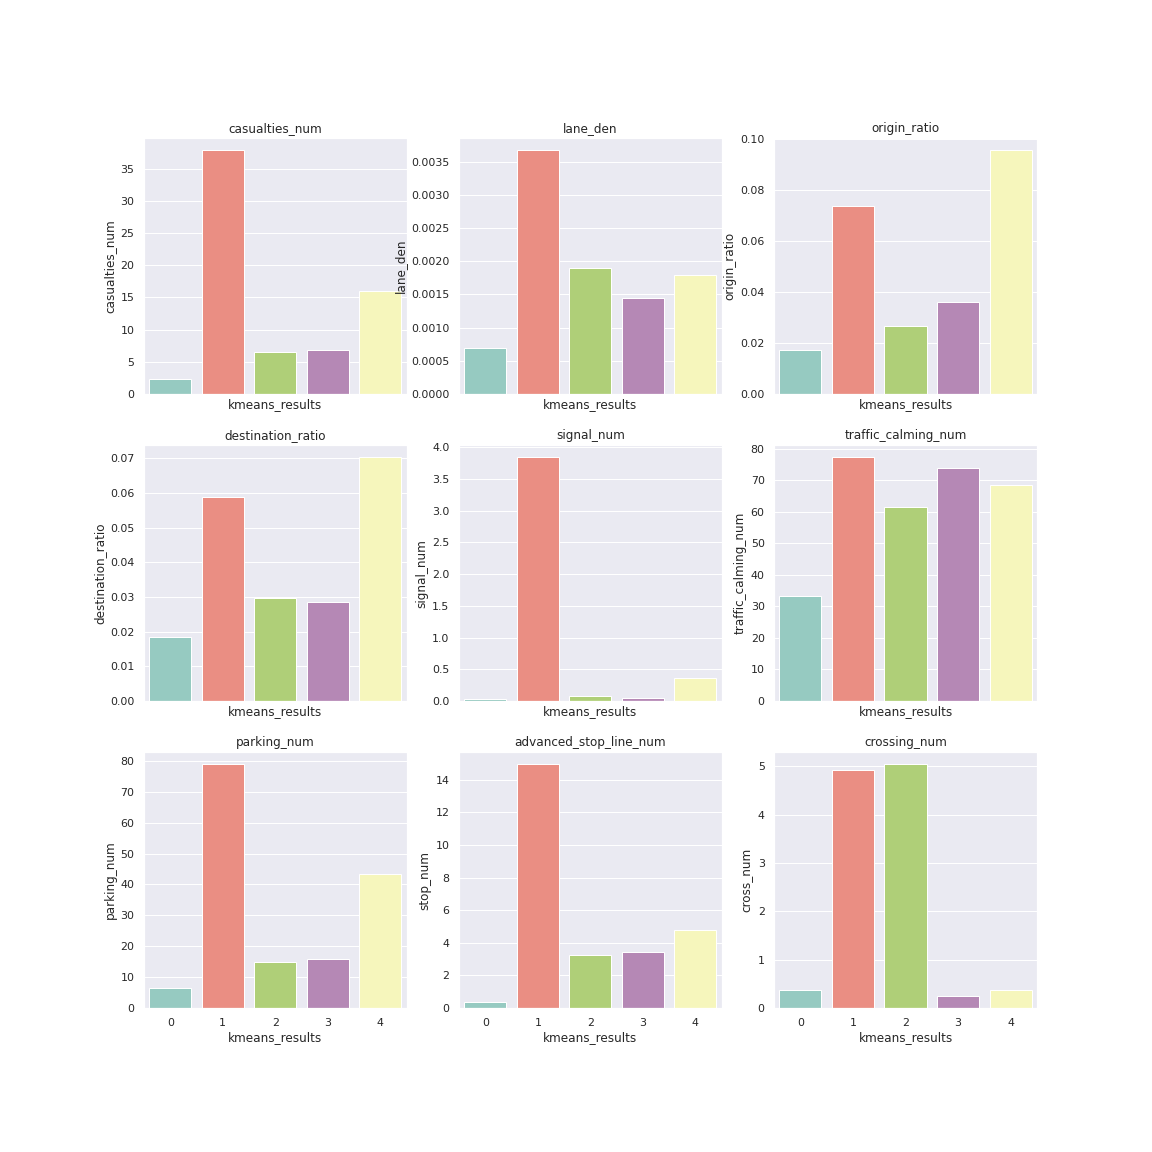 casualties_num
35
30
25
20
15
10
5
0
casualties_num
kmeans_results
lane_den
0.0035
0.0030
0.0025
0.0020
0.0015
0.0010
0.0005
0.0000
lane_den
kmeans_results
origin_ratio
0.10
0.08
0.06
0.04
0.02
0.00
origin_ratio
kmeans_results
destination_ratio
0.07
0.06
0.05
0.04
0.03
0.02
0.01
0.00
destination_ratio
kmeans_results
signal_num
4.0
3.5
3.0
2.5
2.0
1.5
1.0
0.5
0.0
signal_num
kmeans_results
traffic_calming_num
80
70
60
50
40
30
20
10
0
traffic_calming_num
kmeans_results
parking_num
80
70
60
50
40
30
20
10
0
parking_num
0 1 2 3 4
kmeans_results
advanced_stop_line_num
14
12
10
8
6
4
2
0
stop_num
0 1 2 3 4
kmeans_results
crossing_num
5
4
3
2
1
0
cross_num
0 1 2 3 4
kmeans_results